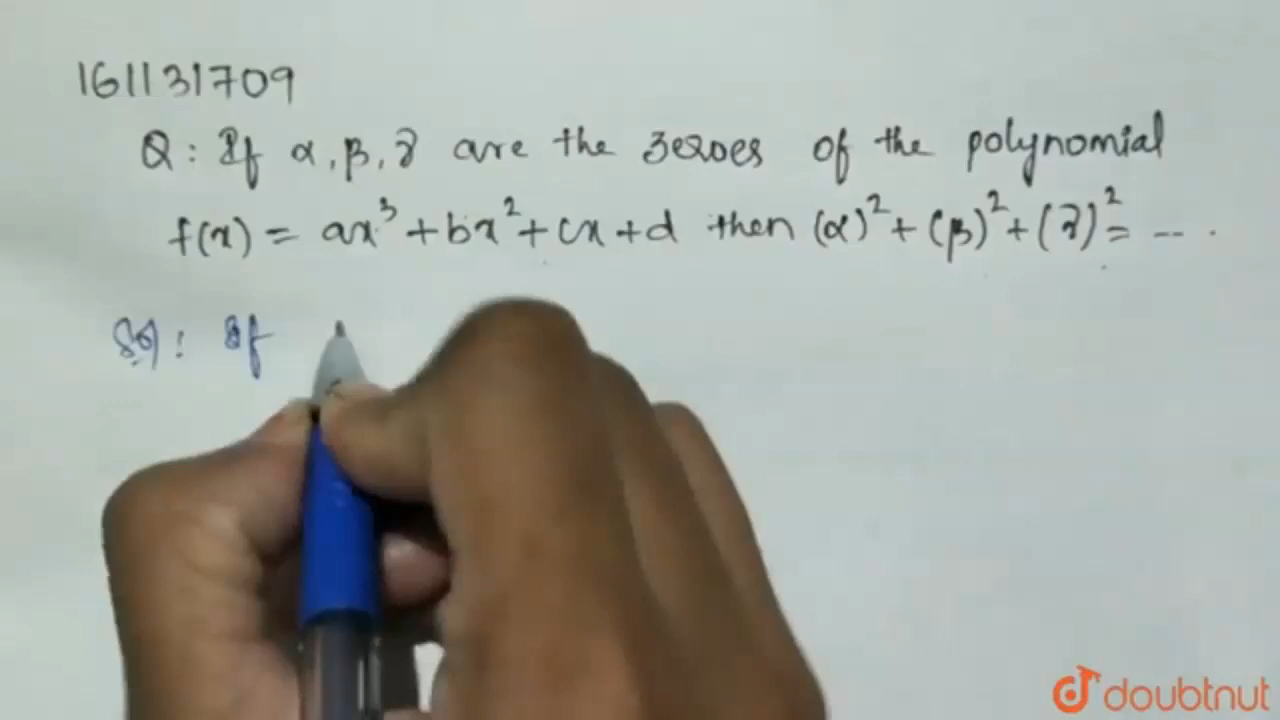 161131709
Q: If α, β, γ are the zeroes of the polynomial
f(x) = ax³ + bx² + cx + d then (α)² + (β)² + (γ)² = -- .
Sol: If
doubtnut